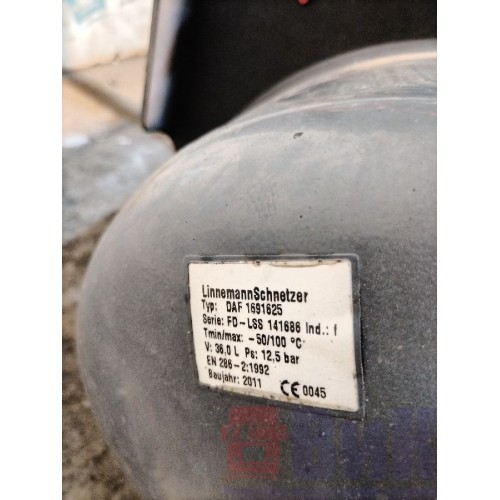 LinnemannSchnetzer
Typ: DAF 1691625
Serie: FD-LSS 141686 Ind.: f
Tmin/max: -50/100 °C
V: 36,0 L Ps: 12,5 bar
EN 286-2:1992
Baujahr: 2011 CE 0045